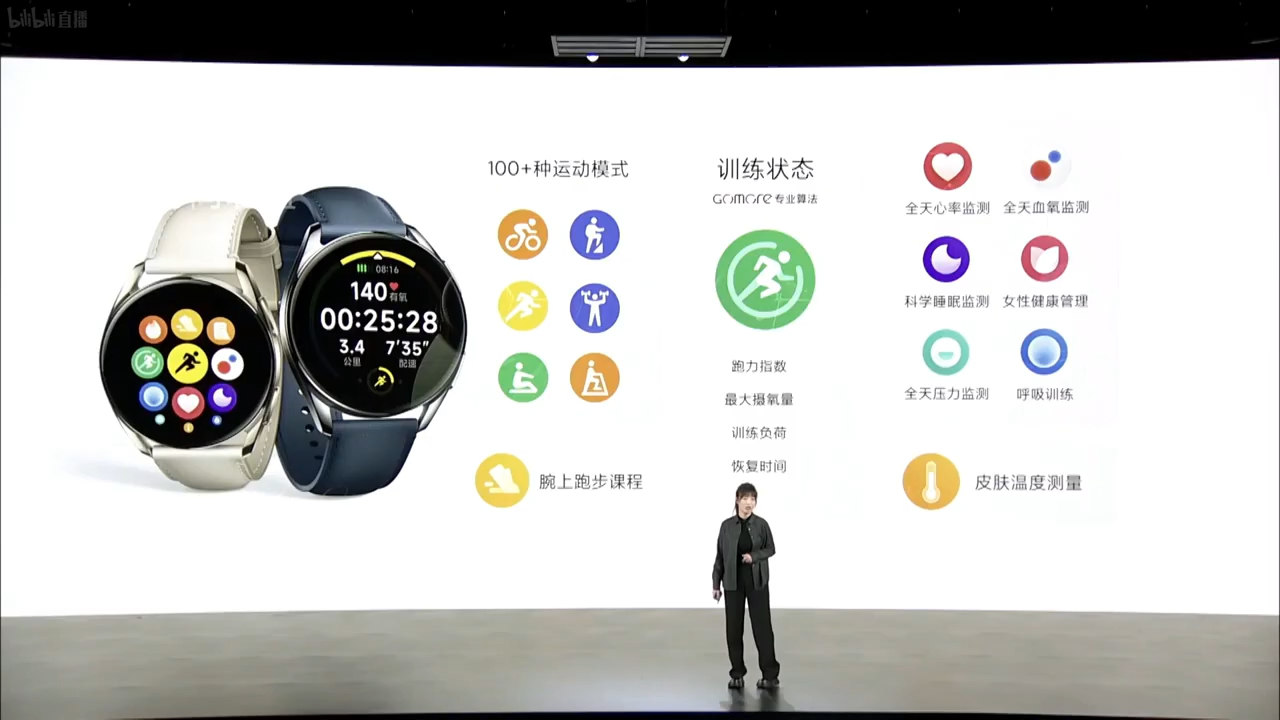 bilibili直播
08:16
140
有氧
00:25:28
3.4 7'35"
公里 配速
100+种运动模式
腕上跑步课程
训练状态
GOMORE专业算法
跑力指数
最大摄氧量
训练负荷
恢复时间
全天心率监测 全天血氧监测
科学睡眠监测 女性健康管理
全天压力监测 呼吸训练
皮肤温度测量